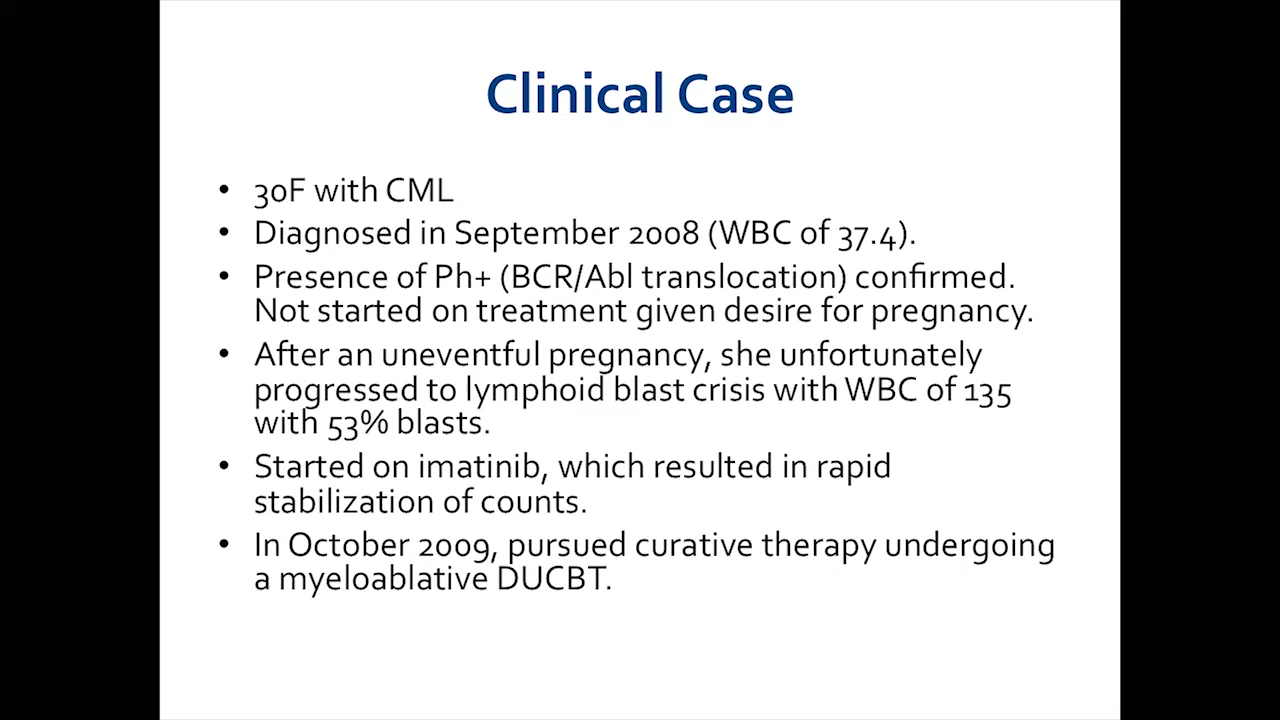 Clinical Case
• 30F with CML
• Diagnosed in September 2008 (WBC of 37.4).
• Presence of Ph+ (BCR/Abl translocation) confirmed.
Not started on treatment given desire for pregnancy.
• After an uneventful pregnancy, she unfortunately
progressed to lymphoid blast crisis with WBC of 135
with 53% blasts.
• Started on imatinib, which resulted in rapid
stabilization of counts.
• In October 2009, pursued curative therapy undergoing
a myeloablative DUCBT.